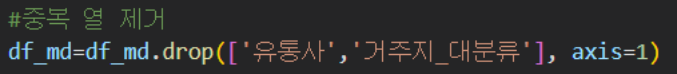 #중복 열 제거
df_md=df_md.drop(['유통사','거주지_대분류'], axis=1)